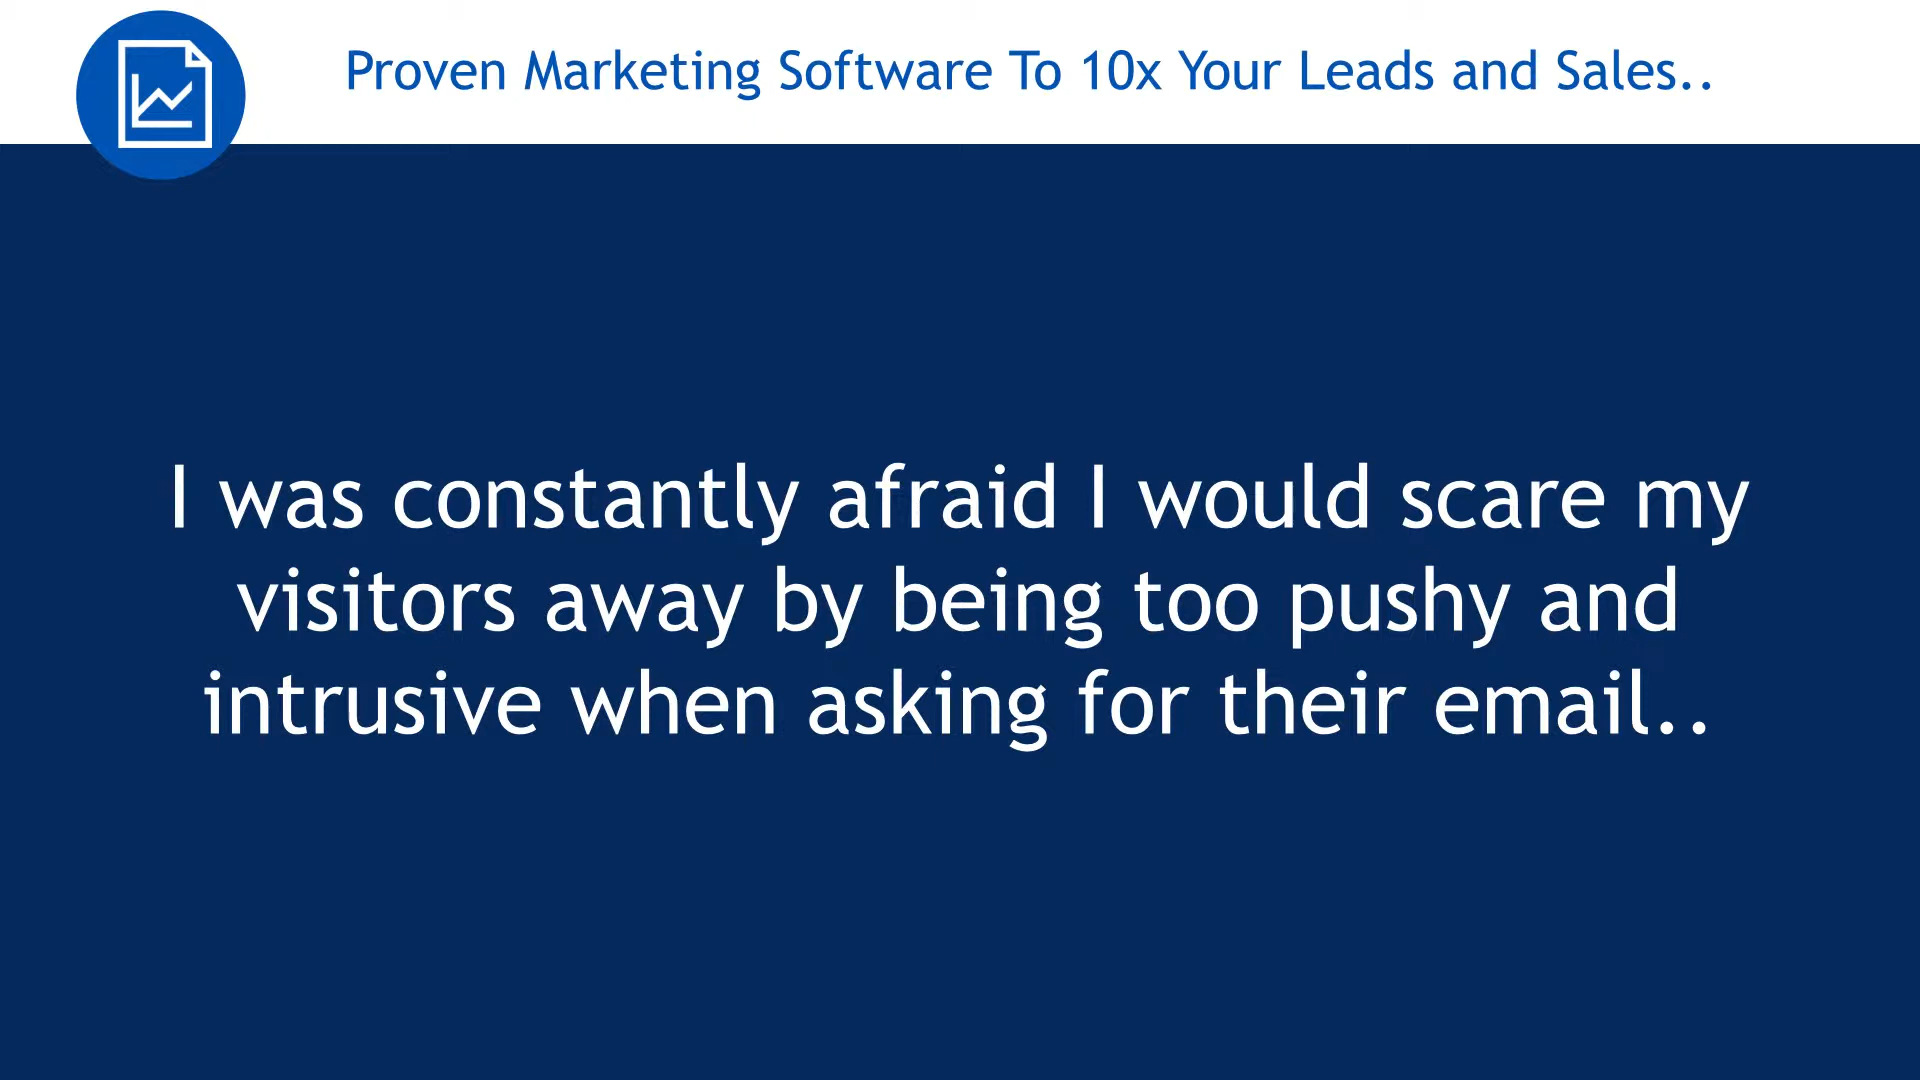 Proven Marketing Software To 10x Your Leads and Sales..
I was constantly afraid I would scare my
visitors away by being too pushy and
intrusive when asking for their email..